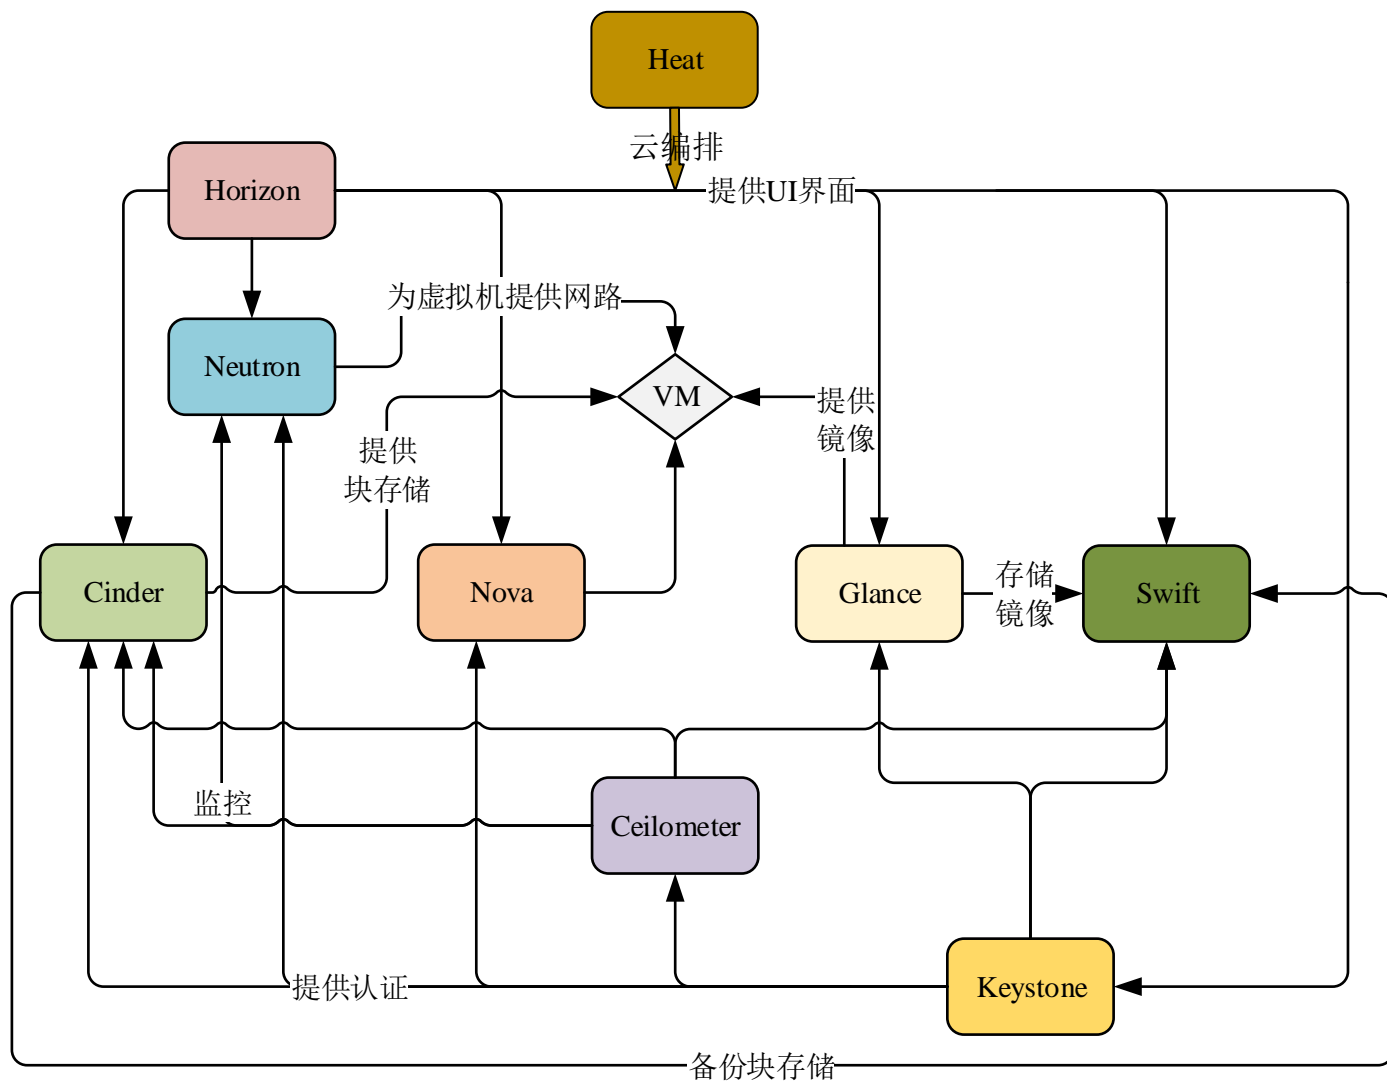 Heat
云编排
Horizon
提供UI界面
为虚拟机提供网路
Neutron
VM
提供
镜像
提供
块存储
Cinder
Nova
Glance
存储
镜像
Swift
监控
Ceilometer
提供认证
Keystone
备份块存储